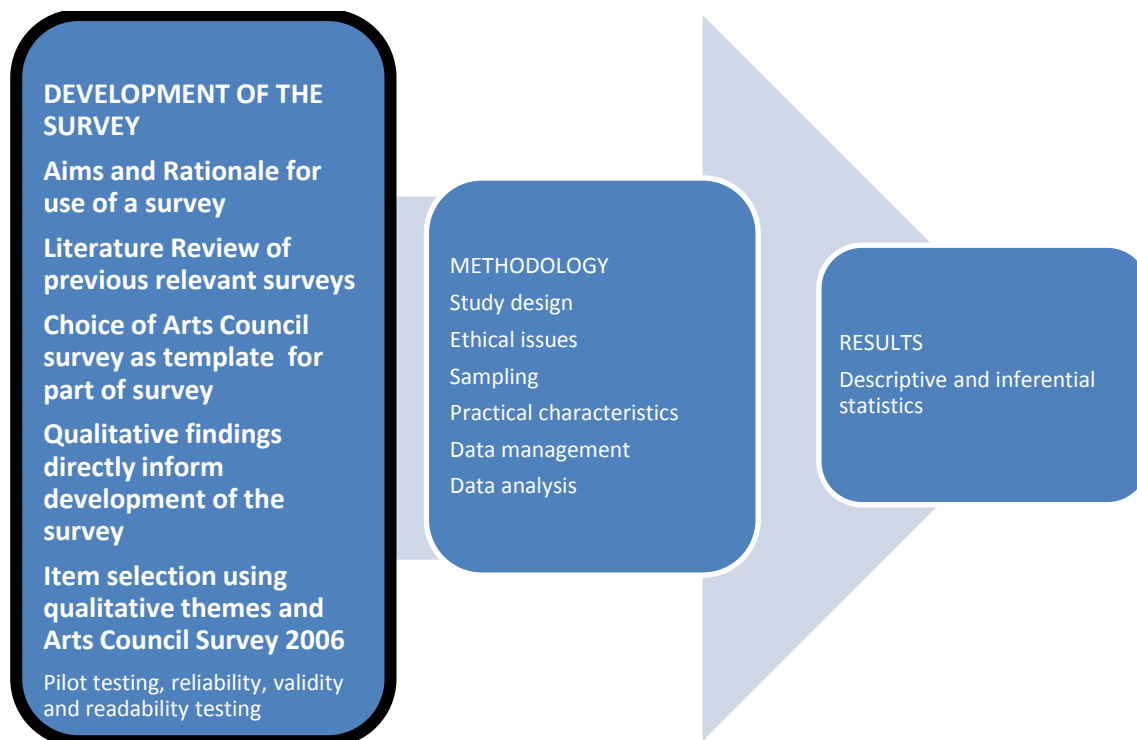 DEVELOPMENT OF THE
SURVEY
Aims and Rationale for
use of a survey
Literature Review of
previous relevant surveys
Choice of Arts Council
survey as template for
part of survey
Qualitative findings
directly inform
development of the
survey
Item selection using
qualitative themes and
Arts Council Survey 2006
Pilot testing, reliability, validity
and readability testing
METHODOLOGY
Study design
Ethical issues
Sampling
Practical characteristics
Data management
Data analysis
RESULTS
Descriptive and inferential
statistics